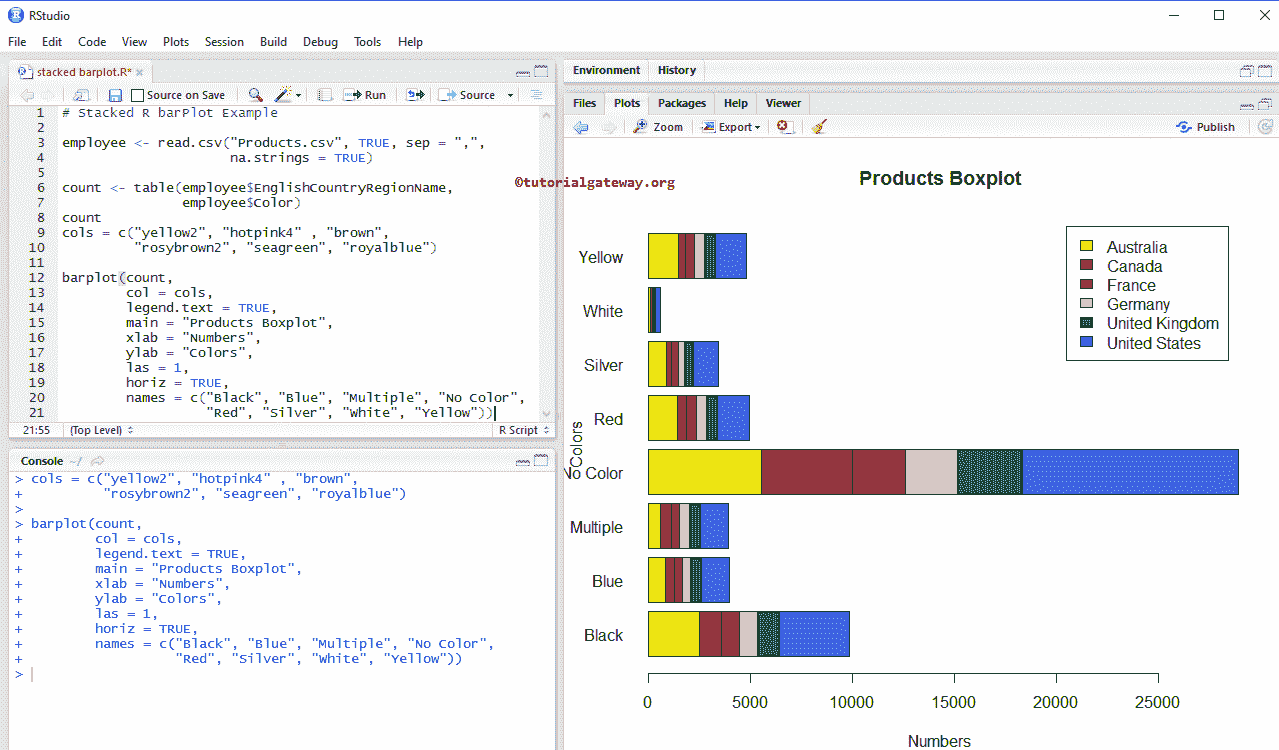 RStudio
File Edit Code View Plots Session Build Debug Tools Help
stacked barplot.R*
Source on Save Run Source
1 # Stacked R barPlot Example
2
3 employee <- read.csv("Products.csv", TRUE, sep = ",",
4 na.strings = TRUE)
5
6 count <- table(employee$EnglishCountryRegionName,
7 employee$Color)
8 count
9 cols = c("yellow2", "hotpink4" , "brown",
10 "rosybrown2", "seagreen", "royalblue")
11
12 barplot(count,
13 col = cols,
14 legend.text = TRUE,
15 main = "Products Boxplot",
16 xlab = "Numbers",
17 ylab = "Colors",
18 las = 1,
19 horiz = TRUE,
20 names = c("Black", "Blue", "Multiple", "No Color",
21 "Red", "Silver", "White", "Yellow"))
21:55 (Top Level) R Script
Console ~/
> cols = c("yellow2", "hotpink4" , "brown",
+ "rosybrown2", "seagreen", "royalblue")
>
> barplot(count,
+ col = cols,
+ legend.text = TRUE,
+ main = "Products Boxplot",
+ xlab = "Numbers",
+ ylab = "Colors",
+ las = 1,
+ horiz = TRUE,
+ names = c("Black", "Blue", "Multiple", "No Color",
+ "Red", "Silver", "White", "Yellow"))
>
Environment History
Files Plots Packages Help Viewer
Zoom Export Publish
©tutorialgateway.org
Products Boxplot
Australia
Canada
France
Germany
United Kingdom
United States
Yellow
White
Silver
Red
No Color
Multiple
Blue
Black
Colors
0 5000 10000 15000 20000 25000
Numbers